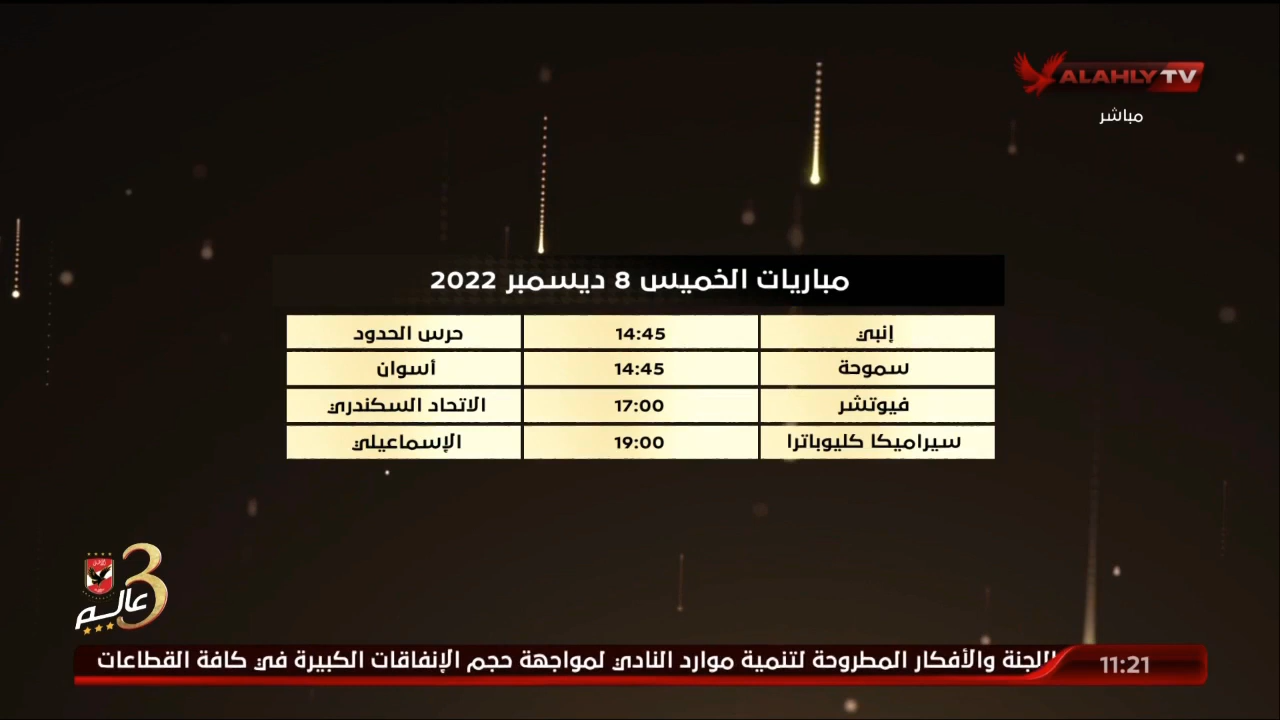 ALAHLY TV
مباشر
مباريات الخميس 8 ديسمبر 2022
إنبي 14:45 حرس الحدود
سموحة 14:45 أسوان
فيوتشر 17:00 الاتحاد السكندري
سيراميكا كليوباترا 19:00 الإسماعيلي
3
عالم
11:21 اللجنة والأفكار المطروحة لتنمية موارد النادي لمواجهة حجم الإنفاقات الكبيرة في كافة القطاعات